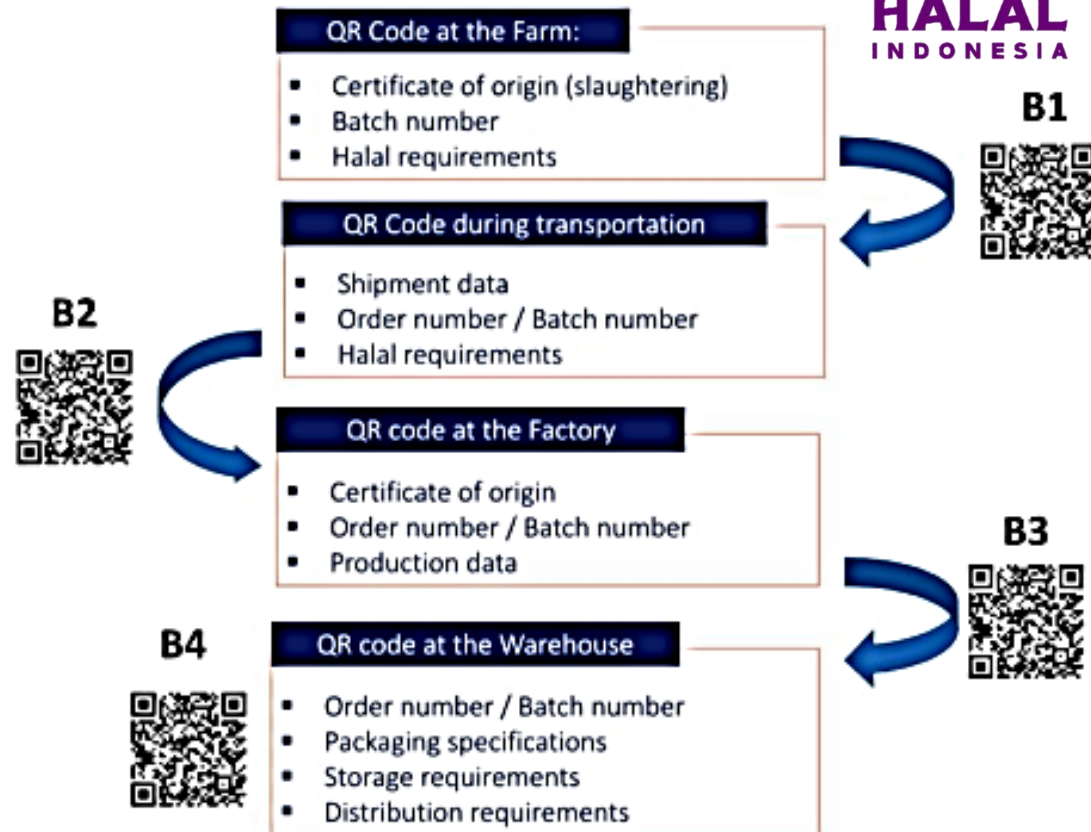 HALAL
INDONESIA
QR Code at the Farm:
▪ Certificate of origin (slaughtering)
▪ Batch number
▪ Halal requirements
B1
QR Code during transportation
▪ Shipment data
▪ Order number / Batch number
▪ Halal requirements
B2
QR code at the Factory
▪ Certificate of origin
▪ Order number / Batch number
▪ Production data
B3
QR code at the Warehouse
▪ Order number / Batch number
▪ Packaging specifications
▪ Storage requirements
▪ Distribution requirements
B4